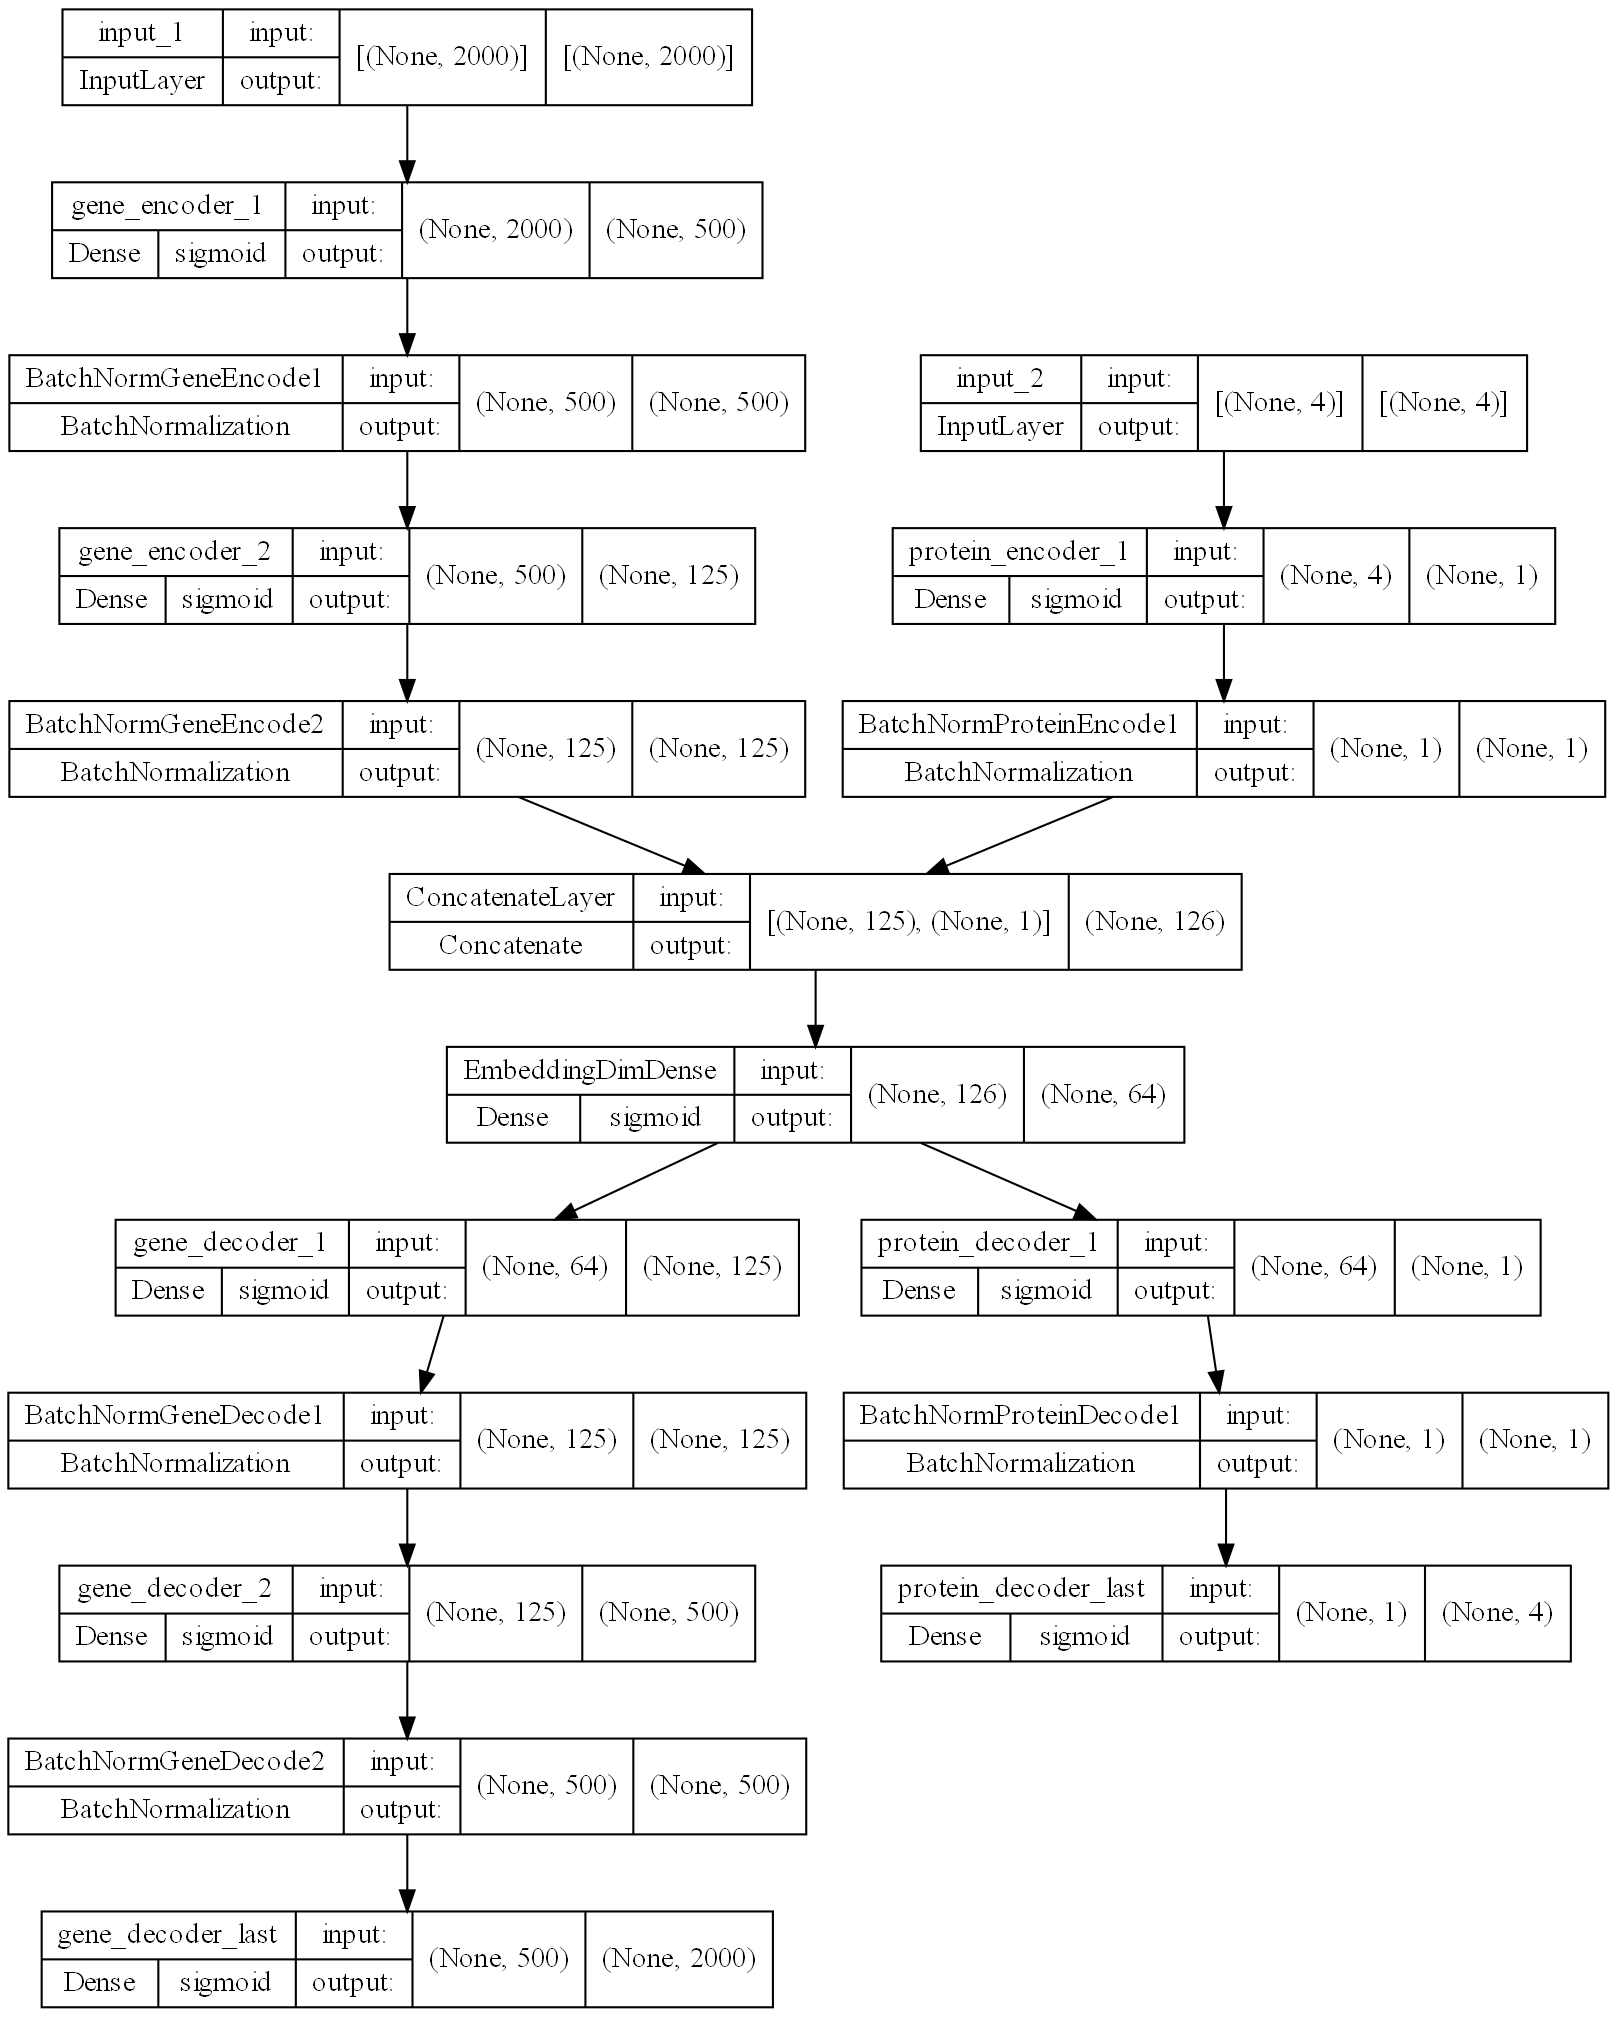 input_1 input: [(None, 2000)] [(None, 2000)]
InputLayer output:
gene_encoder_1 input: (None, 2000) (None, 500)
Dense sigmoid output:
BatchNormGeneEncode1 input: (None, 500) (None, 500)
BatchNormalization output:
input_2 input: [(None, 4)] [(None, 4)]
InputLayer output:
gene_encoder_2 input: (None, 500) (None, 125)
Dense sigmoid output:
protein_encoder_1 input: (None, 4) (None, 1)
Dense sigmoid output:
BatchNormGeneEncode2 input: (None, 125) (None, 125)
BatchNormalization output:
BatchNormProteinEncode1 input: (None, 1) (None, 1)
BatchNormalization output:
ConcatenateLayer input: [(None, 125), (None, 1)] (None, 126)
Concatenate output:
EmbeddingDimDense input: (None, 126) (None, 64)
Dense sigmoid output:
gene_decoder_1 input: (None, 64) (None, 125)
Dense sigmoid output:
protein_decoder_1 input: (None, 64) (None, 1)
Dense sigmoid output:
BatchNormGeneDecode1 input: (None, 125) (None, 125)
BatchNormalization output:
BatchNormProteinDecode1 input: (None, 1) (None, 1)
BatchNormalization output:
gene_decoder_2 input: (None, 125) (None, 500)
Dense sigmoid output:
protein_decoder_last input: (None, 1) (None, 4)
Dense sigmoid output:
BatchNormGeneDecode2 input: (None, 500) (None, 500)
BatchNormalization output:
gene_decoder_last input: (None, 500) (None, 2000)
Dense sigmoid output: